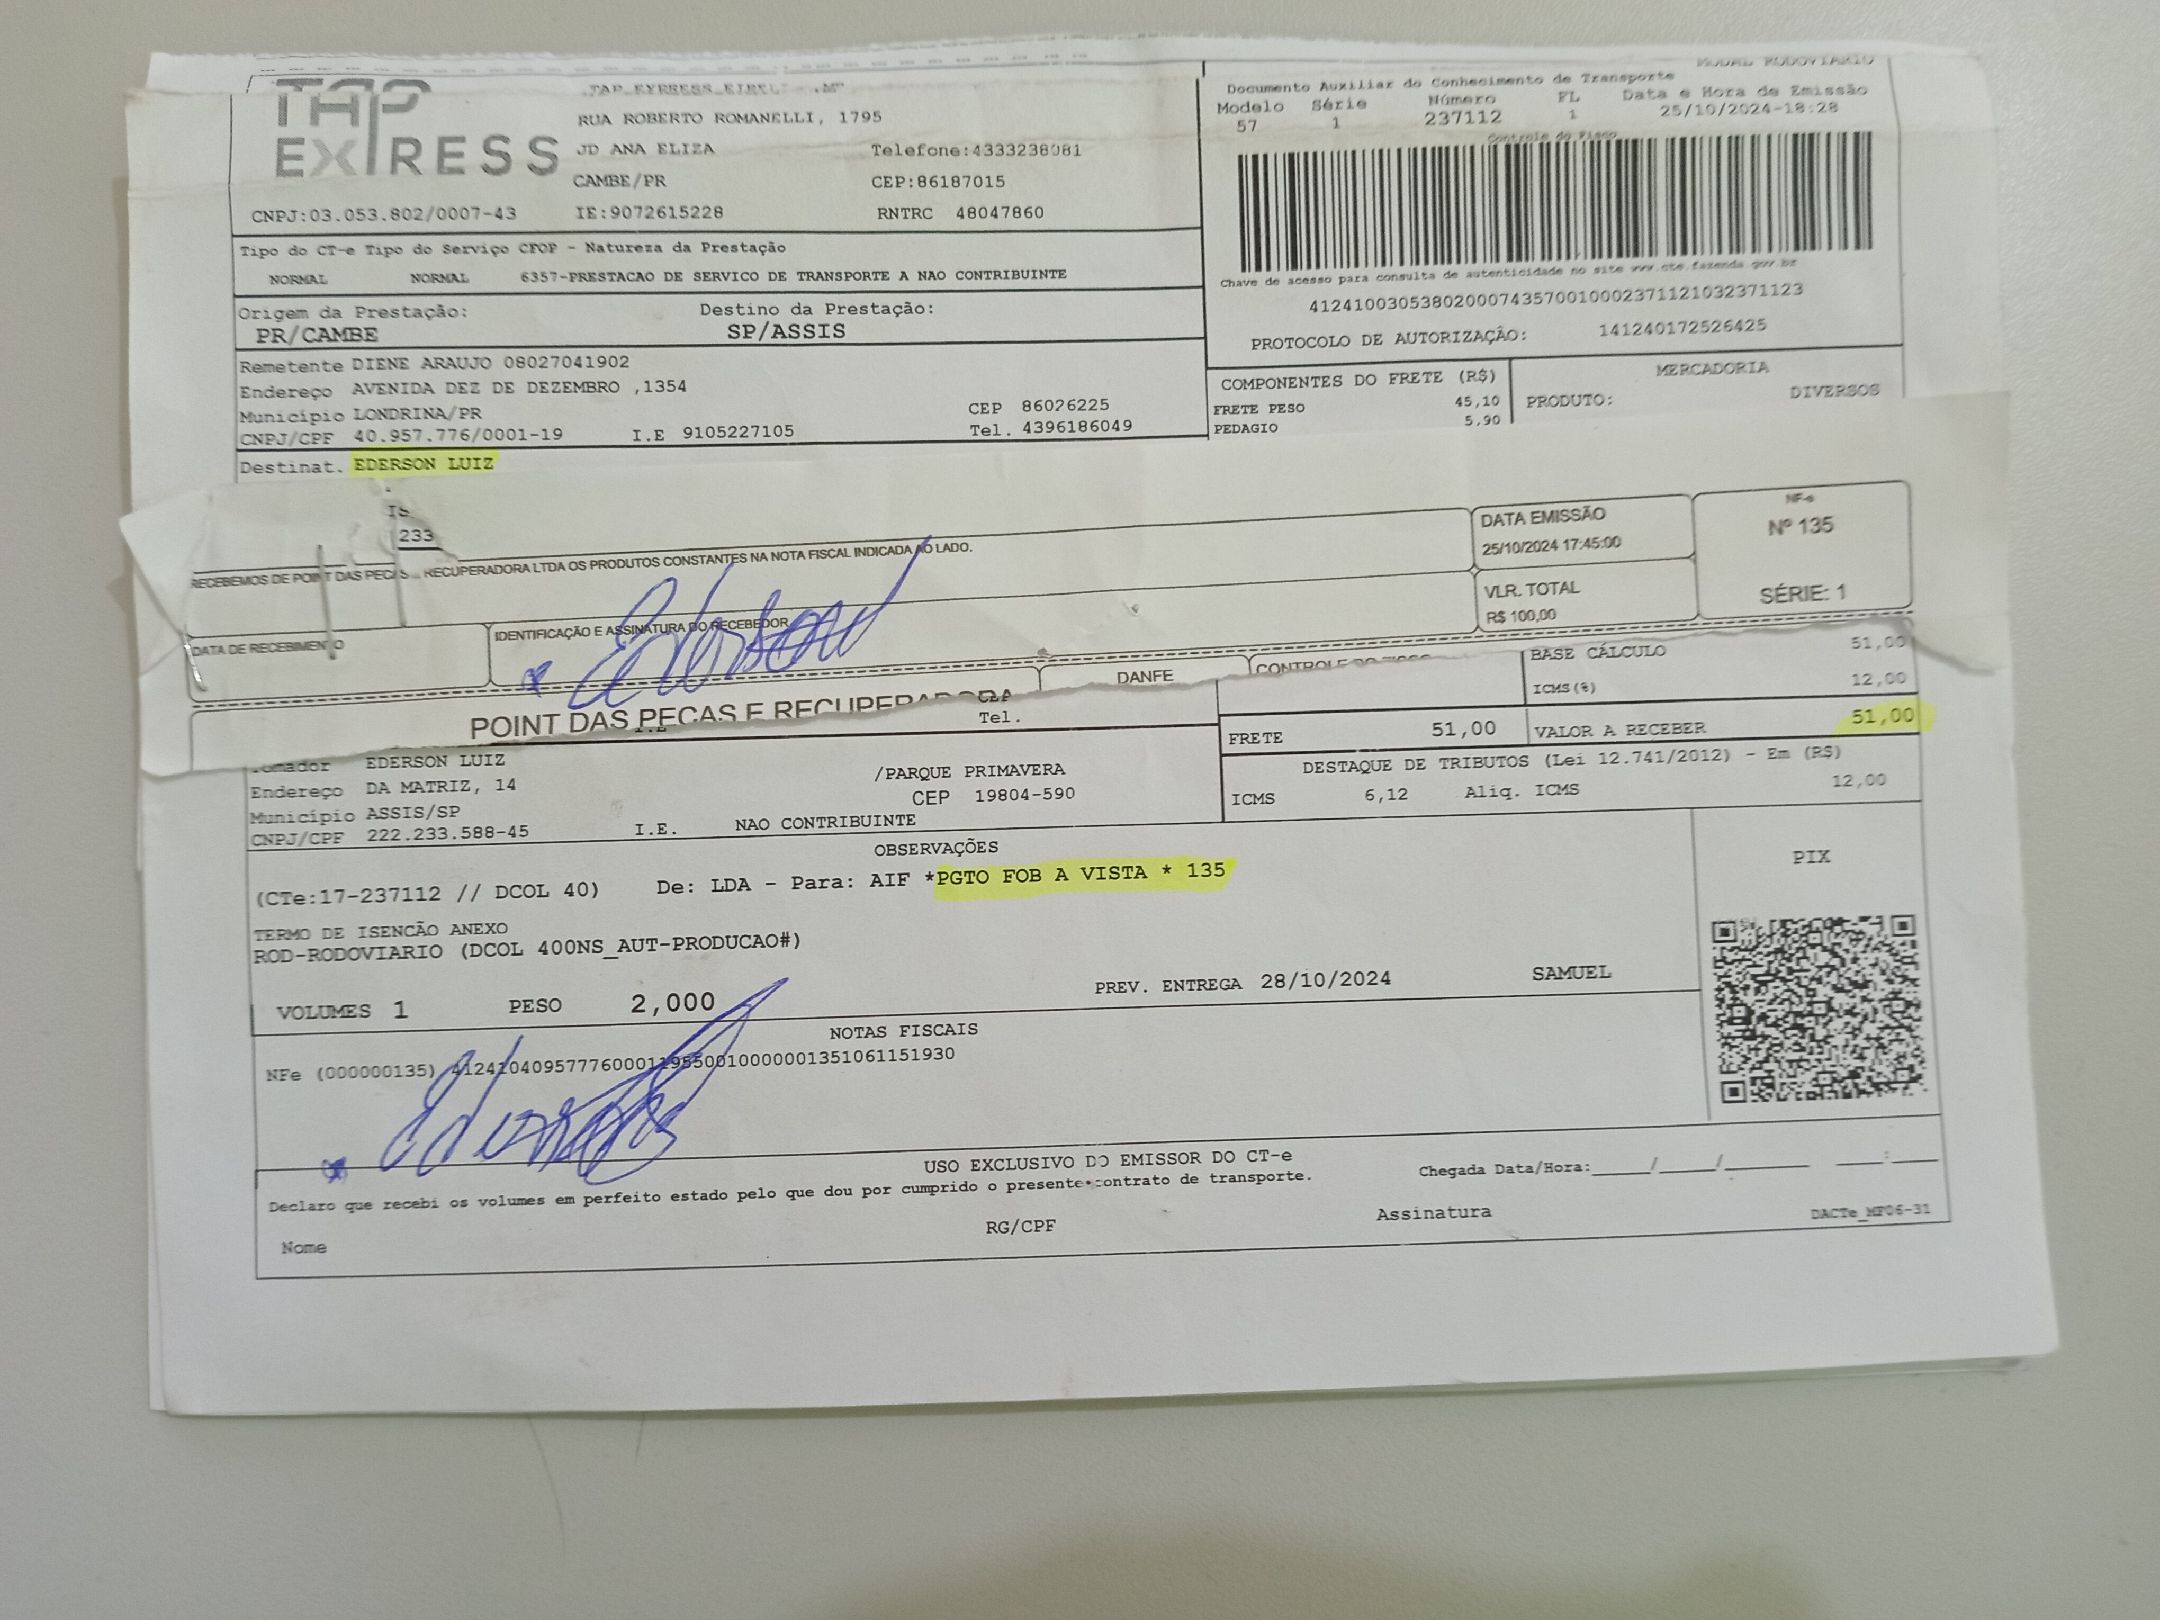 TAP
EXPRESS
RUA ROBERTO ROMANELLI, 1795
JD ANA ELIZA Telefone:4333238081
CAMBE/PR CEP:86187015
CNPJ:03.053.802/0007-43 IE:9072615228 RNTRC 48047860
MODAL RODOVIARIO
Documento Auxiliar do Conhecimento de Transporte
Modelo Série Número FL Data e Hora de Emissão
57 1 237112 1 25/10/2024-18:28
Controle do Fisco
Chave de acesso para consulta de autenticidade no site www.cte.fazenda.gov.br
41241003053802000743570010002371121032371123
PROTOCOLO DE AUTORIZAÇÃO: 141240172526425
Tipo do CT-e Tipo do Serviço CFOP - Natureza da Prestação
NORMAL NORMAL 6357-PRESTACAO DE SERVICO DE TRANSPORTE A NAO CONTRIBUINTE
Origem da Prestação: Destino da Prestação:
PR/CAMBE SP/ASSIS
Remetente DIENE ARAUJO 08027041902
Endereço AVENIDA DEZ DE DEZEMBRO ,1354
Município LONDRINA/PR CEP 86026225
CNPJ/CPF 40.957.776/0001-19 I.E 9105227105 Tel. 4396186049
COMPONENTES DO FRETE (R$) MERCADORIA
FRETE PESO 45,10 PRODUTO: DIVERSOS
PEDAGIO 5,90
Destinat. EDERSON LUIZ
233
RECEBEMOS DE POINT DAS PECAS RECUPERADORA LTDA OS PRODUTOS CONSTANTES NA NOTA FISCAL INDICADA AO LADO.
DATA EMISSÃO
25/10/2024 17:45:00
VLR. TOTAL
R$ 100,00
NF-e
Nº 135
SÉRIE: 1
DATA DE RECEBIMENTO
IDENTIFICAÇÃO E ASSINATURA DO RECEBEDOR
Ederson
DANFE
POINT DAS PECAS E RECUPERADORA
Tel.
BASE CÁLCULO 51,00
ICMS(%) 12,00
FRETE 51,00 VALOR A RECEBER 51,00
DESTAQUE DE TRIBUTOS (Lei 12.741/2012) - Em (R$)
ICMS 6,12 Aliq. ICMS 12,00
Tomador EDERSON LUIZ
Endereço DA MATRIZ, 14 /PARQUE PRIMAVERA
Município ASSIS/SP CEP 19804-590
CNPJ/CPF 222.233.588-45 I.E. NAO CONTRIBUINTE
OBSERVAÇÕES
(CTe:17-237112 // DCOL 40) De: LDA - Para: AIF *PGTO FOB A VISTA * 135
TERMO DE ISENCÃO ANEXO
ROD-RODOVIARIO (DCOL 400NS_AUT-PRODUCAO#)
PIX
VOLUMES 1 PESO 2,000 PREV. ENTREGA 28/10/2024 SAMUEL
NOTAS FISCAIS
NFe (000000135) 41241040957776000119550010000001351061151930
USO EXCLUSIVO DO EMISSOR DO CT-e
Declaro que recebi os volumes em perfeito estado pelo que dou por cumprido o presente contrato de transporte.
Chegada Data/Hora:_____/_____/_______ ____:____
Nome RG/CPF Assinatura DACTe_MF06-31